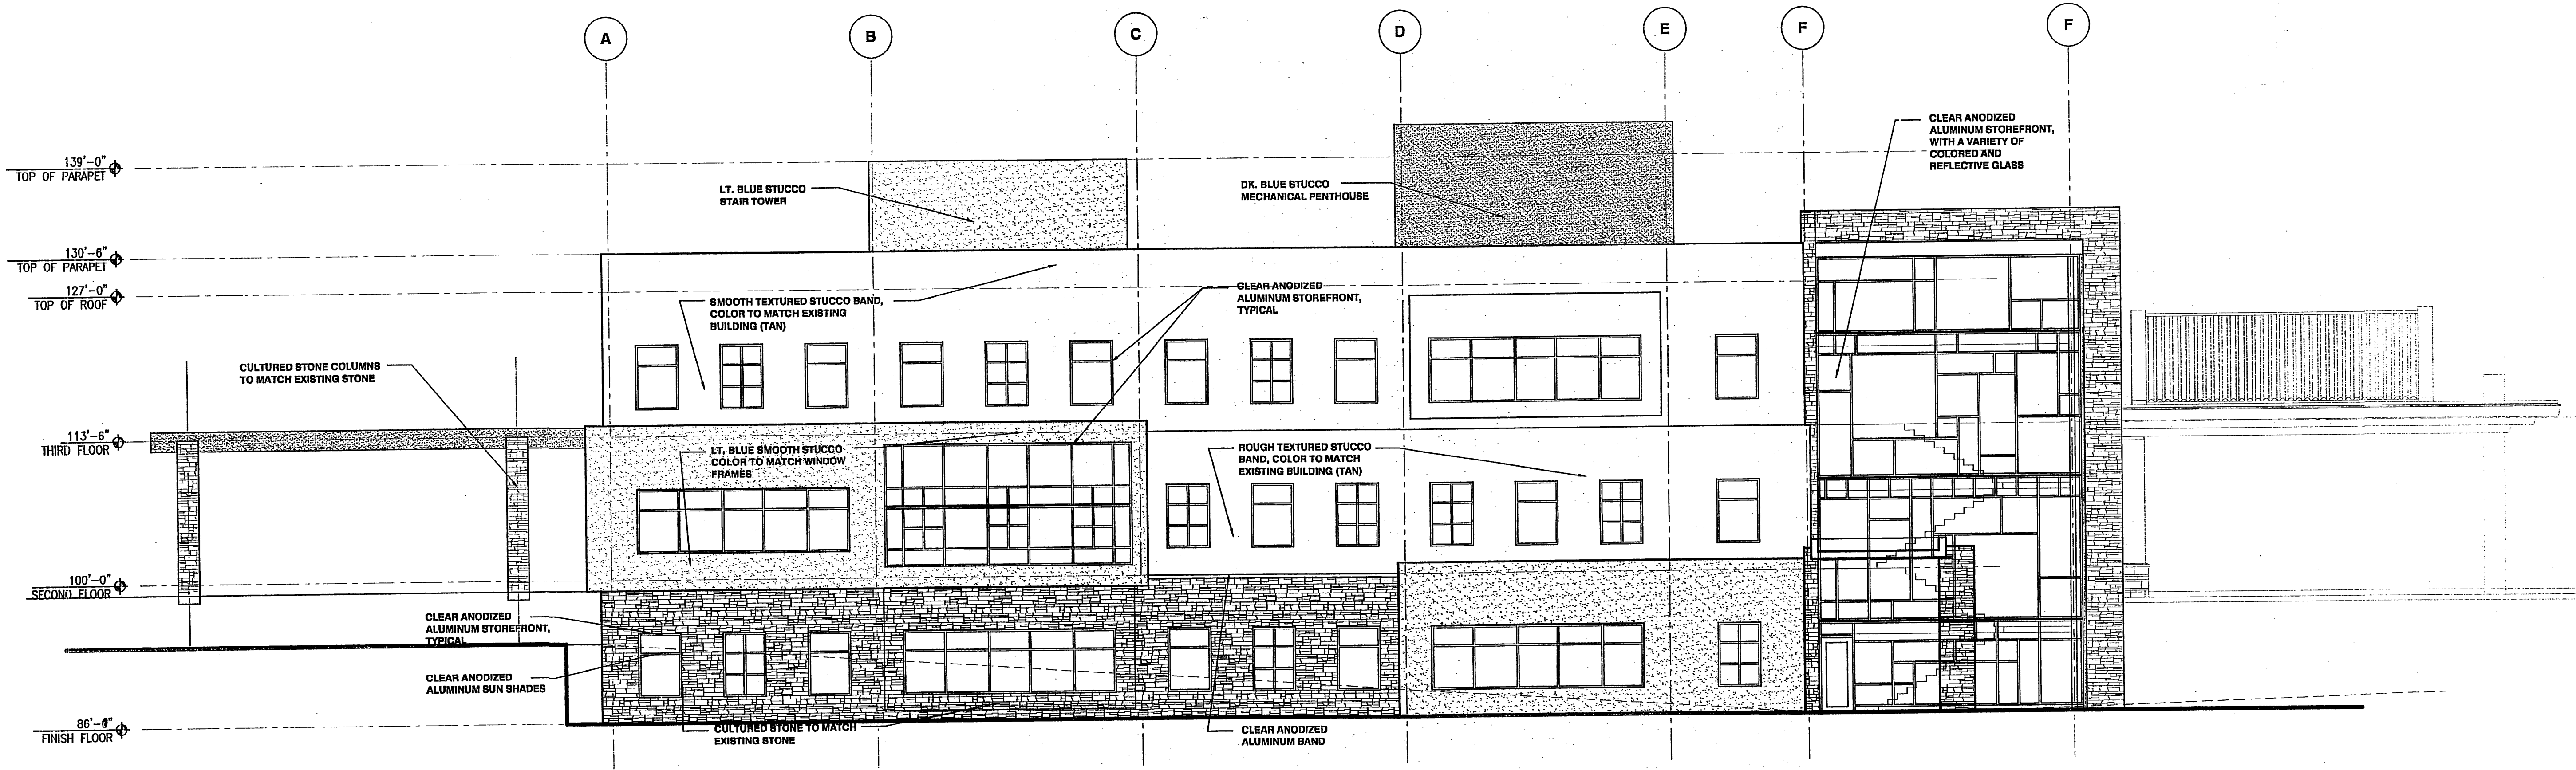 A
B
C
D
E
F
F
139'-0"
TOP OF PARAPET
130'-6"
TOP OF PARAPET
127'-0"
TOP OF ROOF
113'-6"
THIRD FLOOR
100'-0"
SECOND FLOOR
86'-0"
FINISH FLOOR
CULTURED STONE COLUMNS
TO MATCH EXISTING STONE
LT. BLUE STUCCO
STAIR TOWER
DK. BLUE STUCCO
MECHANICAL PENTHOUSE
CLEAR ANODIZED
ALUMINUM STOREFRONT,
WITH A VARIETY OF
COLORED AND
REFLECTIVE GLASS
SMOOTH TEXTURED STUCCO BAND,
COLOR TO MATCH EXISTING
BUILDING (TAN)
CLEAR ANODIZED
ALUMINUM STOREFRONT,
TYPICAL
LT. BLUE SMOOTH STUCCO
COLOR TO MATCH WINDOW
FRAMES
ROUGH TEXTURED STUCCO
BAND, COLOR TO MATCH
EXISTING BUILDING (TAN)
CLEAR ANODIZED
ALUMINUM STOREFRONT,
TYPICAL
CLEAR ANODIZED
ALUMINUM SUN SHADES
CULTURED STONE TO MATCH
EXISTING STONE
CLEAR ANODIZED
ALUMINUM BAND